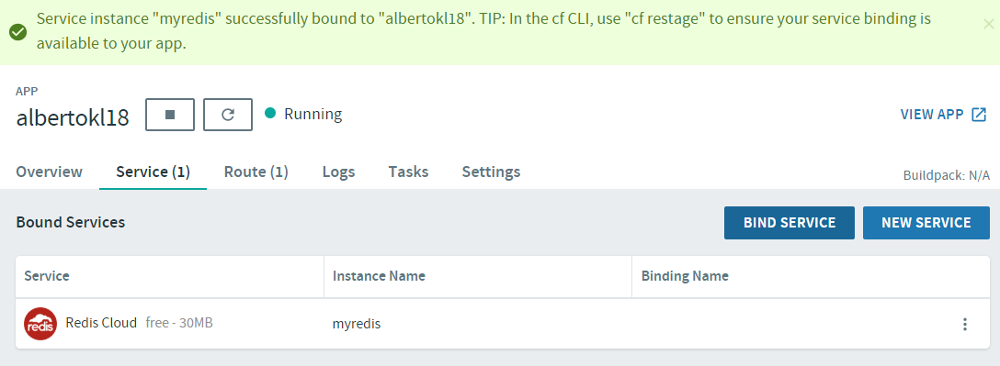 Service instance "myredis" successfully bound to "albertokl18". TIP: In the cf CLI, use "cf restage" to ensure your service binding is
available to your app.
APP
albertokl18
Running
VIEW APP
Overview
Service (1)
Route (1)
Logs
Tasks
Settings
Buildpack: N/A
Bound Services
BIND SERVICE
NEW SERVICE
Service
Instance Name
Binding Name
redis
Redis Cloud free - 30MB
myredis